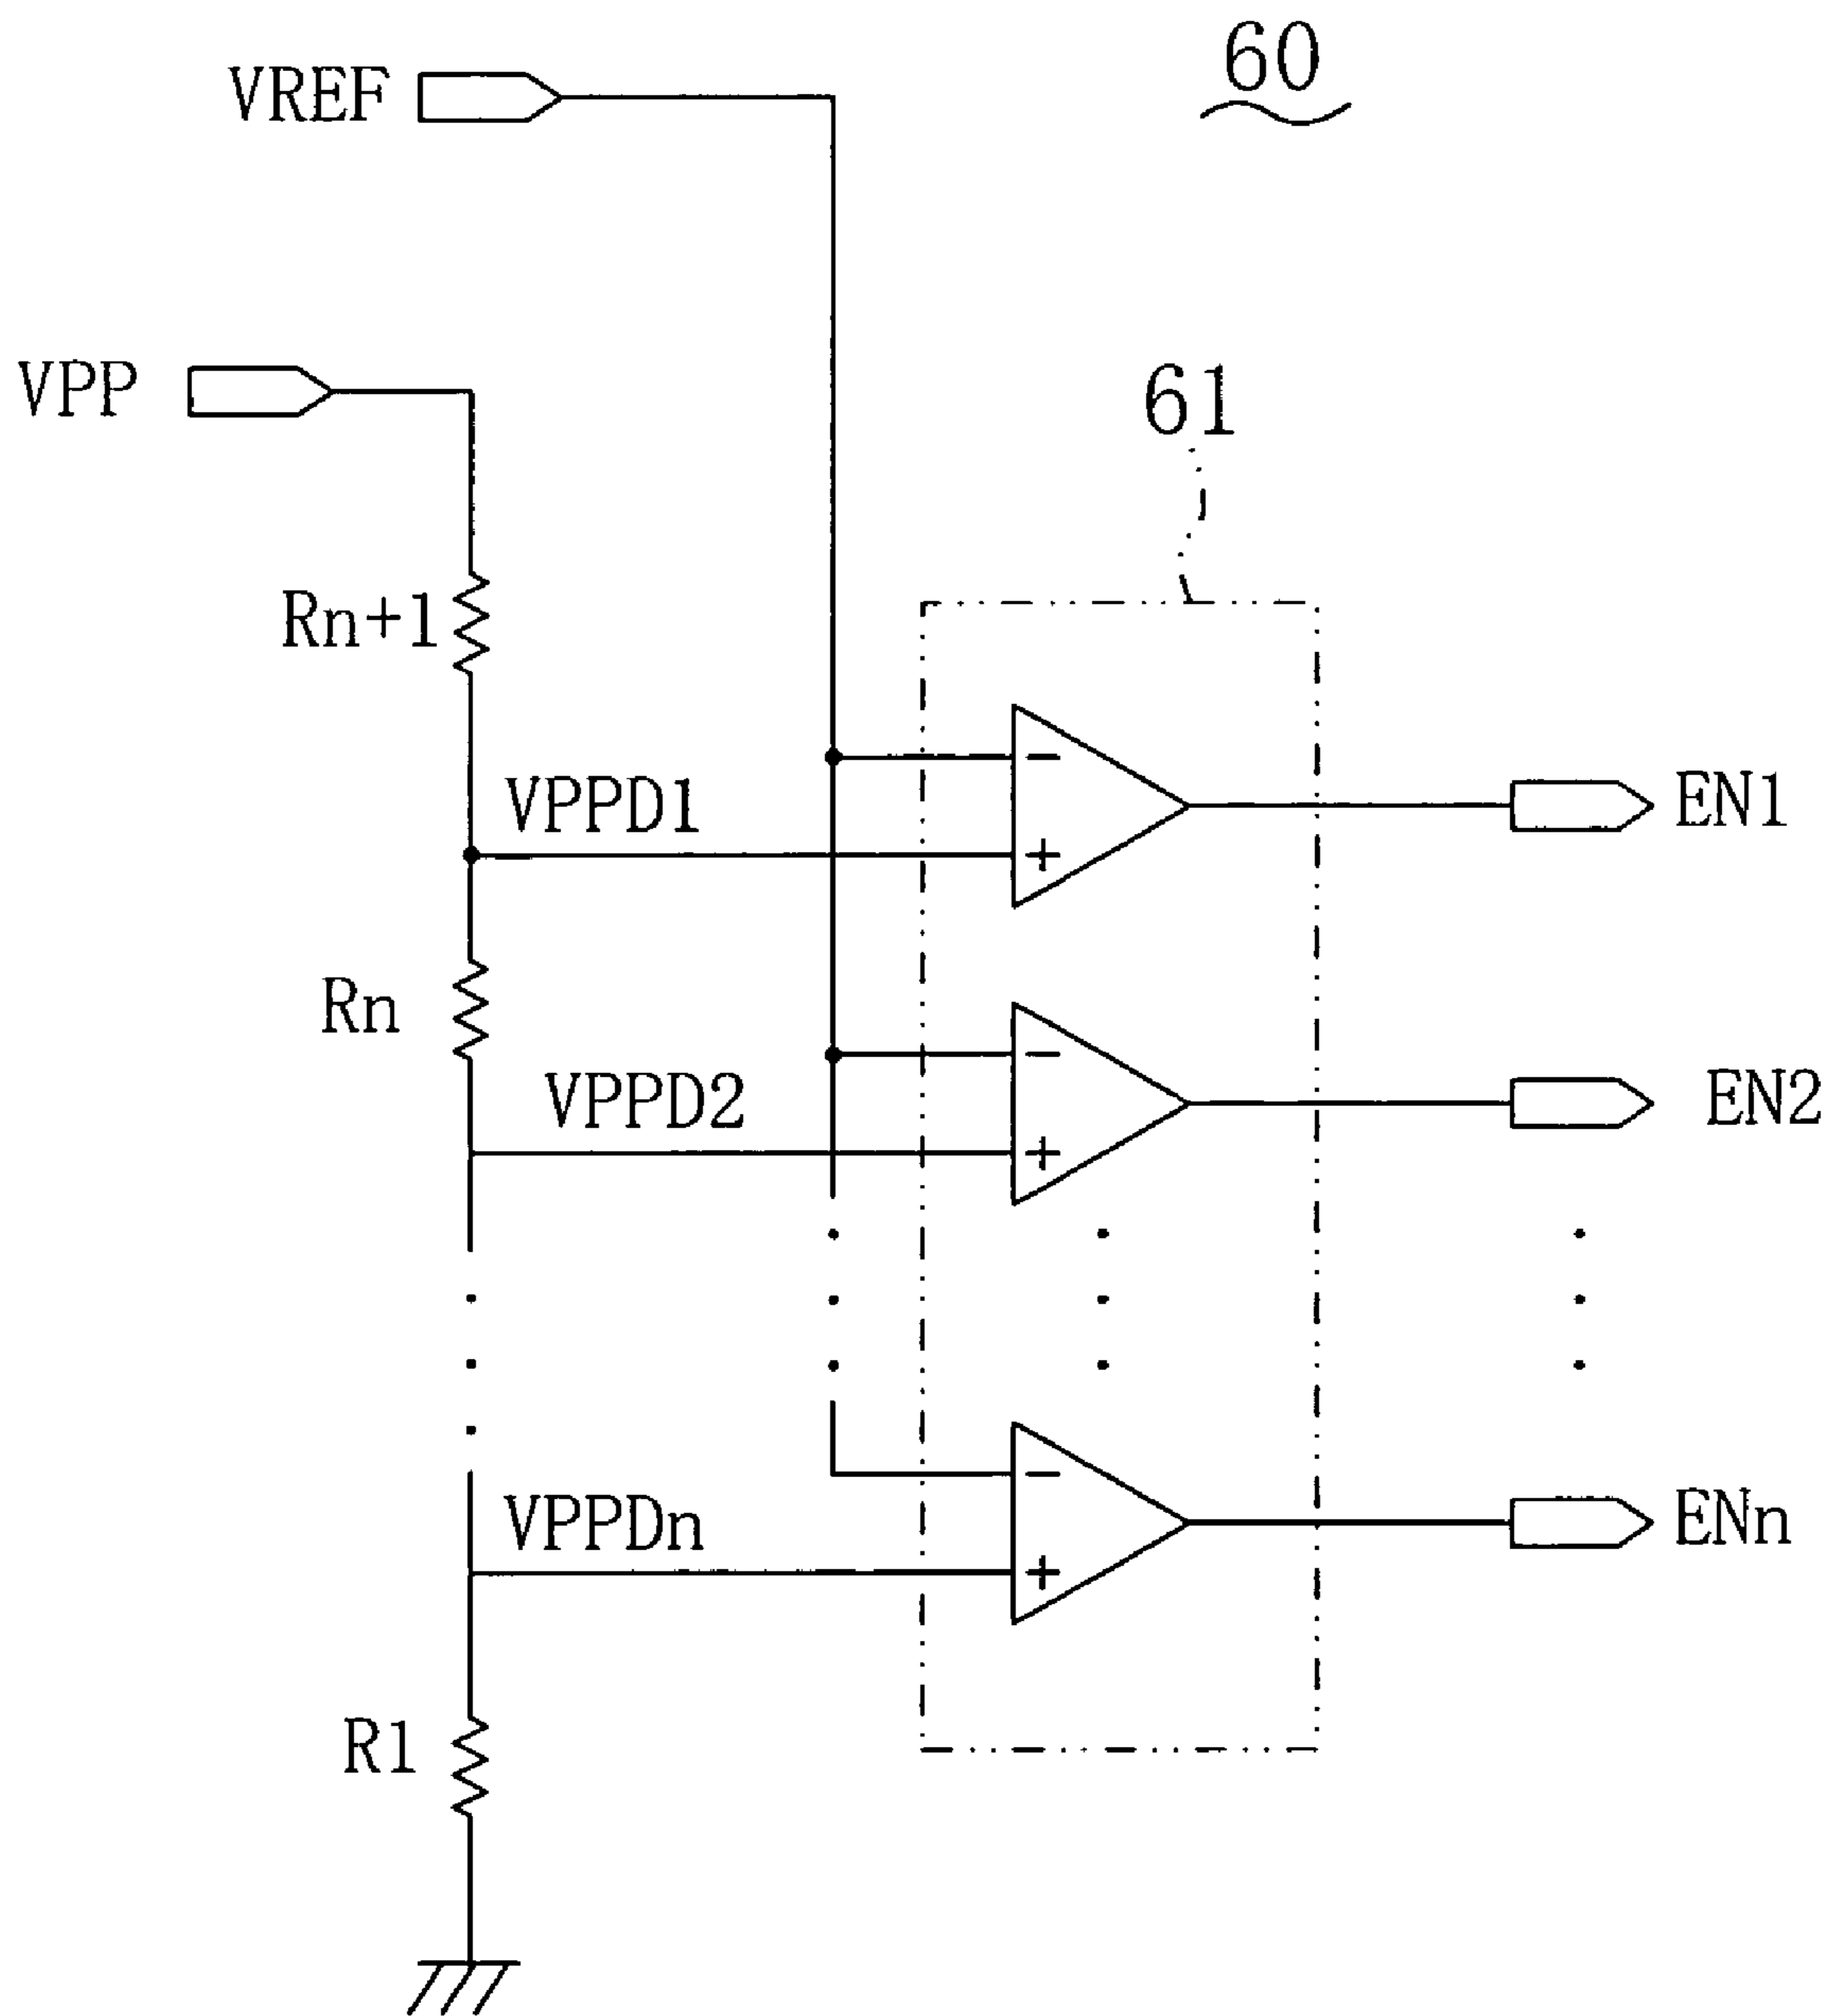 60
VREF
VPP
61
Rn+1
VPPD1
−
+
EN1
Rn
VPPD2
−
+
EN2
VPPDn
−
+
ENn
R1